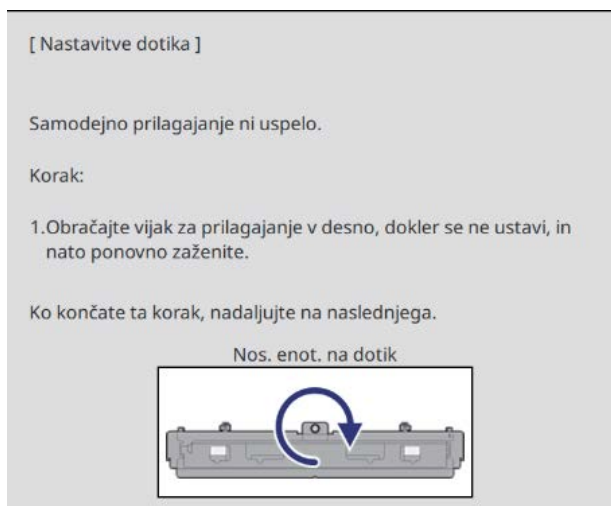 [ Nastavitve dotika ]
Samodejno prilagajanje ni uspelo.
Korak:
1.Obračajte vijak za prilagajanje v desno, dokler se ne ustavi, in
nato ponovno zaženite.
Ko končate ta korak, nadaljujte na naslednjega.
Nos. enot. na dotik